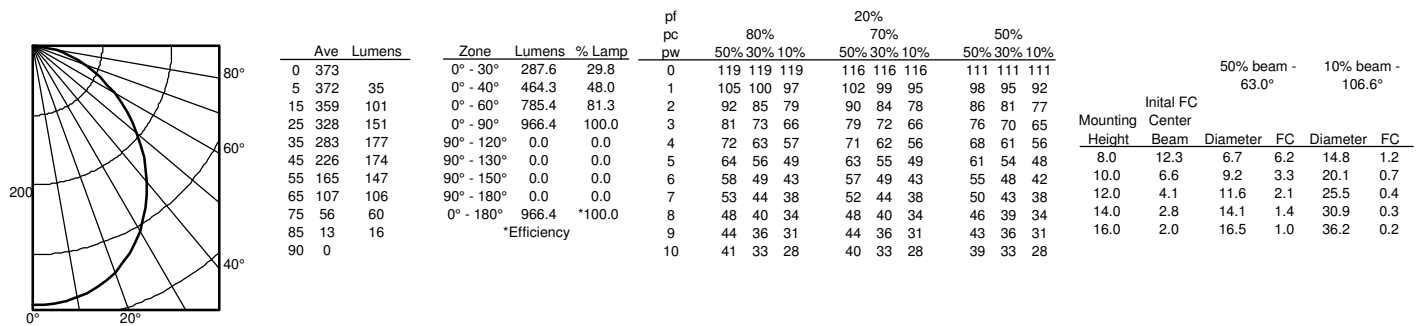 80°
60°
200
40°
0° 20°
Ave Lumens
0 373
5 372 35
15 359 101
25 328 151
35 283 177
45 226 174
55 165 147
65 107 106
75 56 60
85 13 16
90 0
Zone Lumens % Lamp
0° - 30° 287.6 29.8
0° - 40° 464.3 48.0
0° - 60° 785.4 81.3
0° - 90° 966.4 100.0
90° - 120° 0.0 0.0
90° - 130° 0.0 0.0
90° - 150° 0.0 0.0
90° - 180° 0.0 0.0
0° - 180° 966.4 *100.0
*Efficiency
pf 20%
pc 80% 70% 50%
pw 50% 30% 10% 50% 30% 10% 50% 30% 10%
0 119 119 119 116 116 116 111 111 111
1 105 100 97 102 99 95 98 95 92
2 92 85 79 90 84 78 86 81 77
3 81 73 66 79 72 66 76 70 65
4 72 63 57 71 62 56 68 61 56
5 64 56 49 63 55 49 61 54 48
6 58 49 43 57 49 43 55 48 42
7 53 44 38 52 44 38 50 43 38
8 48 40 34 48 40 34 46 39 34
9 44 36 31 44 36 31 43 36 31
10 41 33 28 40 33 28 39 33 28
50% beam - 10% beam -
63.0° 106.6°
Inital FC
Mounting Center
Height Beam Diameter FC Diameter FC
8.0 12.3 6.7 6.2 14.8 1.2
10.0 6.6 9.2 3.3 20.1 0.7
12.0 4.1 11.6 2.1 25.5 0.4
14.0 2.8 14.1 1.4 30.9 0.3
16.0 2.0 16.5 1.0 36.2 0.2